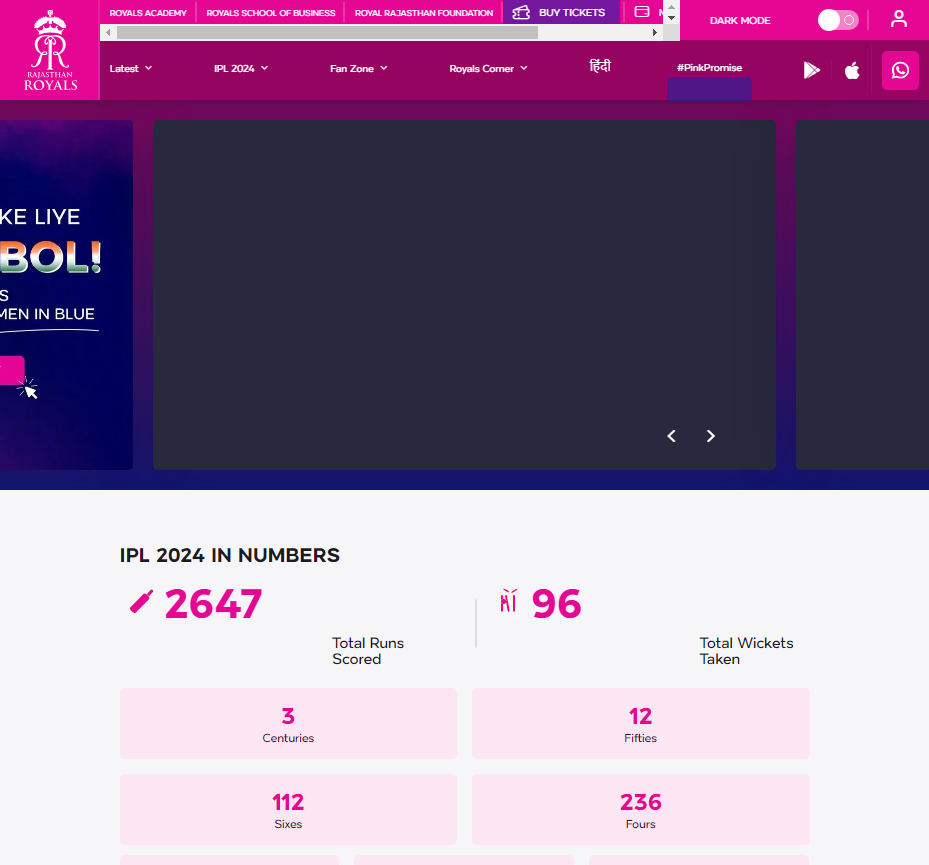 ROYALS ACADEMY
ROYALS SCHOOL OF BUSINESS
ROYAL RAJASTHAN FOUNDATION
BUY TICKETS
DARK MODE
RAJASTHAN
ROYALS
Latest
IPL 2024
Fan Zone
Royals Corner
हिंदी
#PinkPromise
KE LIYE
BOL!
S
MEN IN BLUE
IPL 2024 IN NUMBERS
2647
Total Runs
Scored
96
Total Wickets
Taken
3
Centuries
12
Fifties
112
Sixes
236
Fours